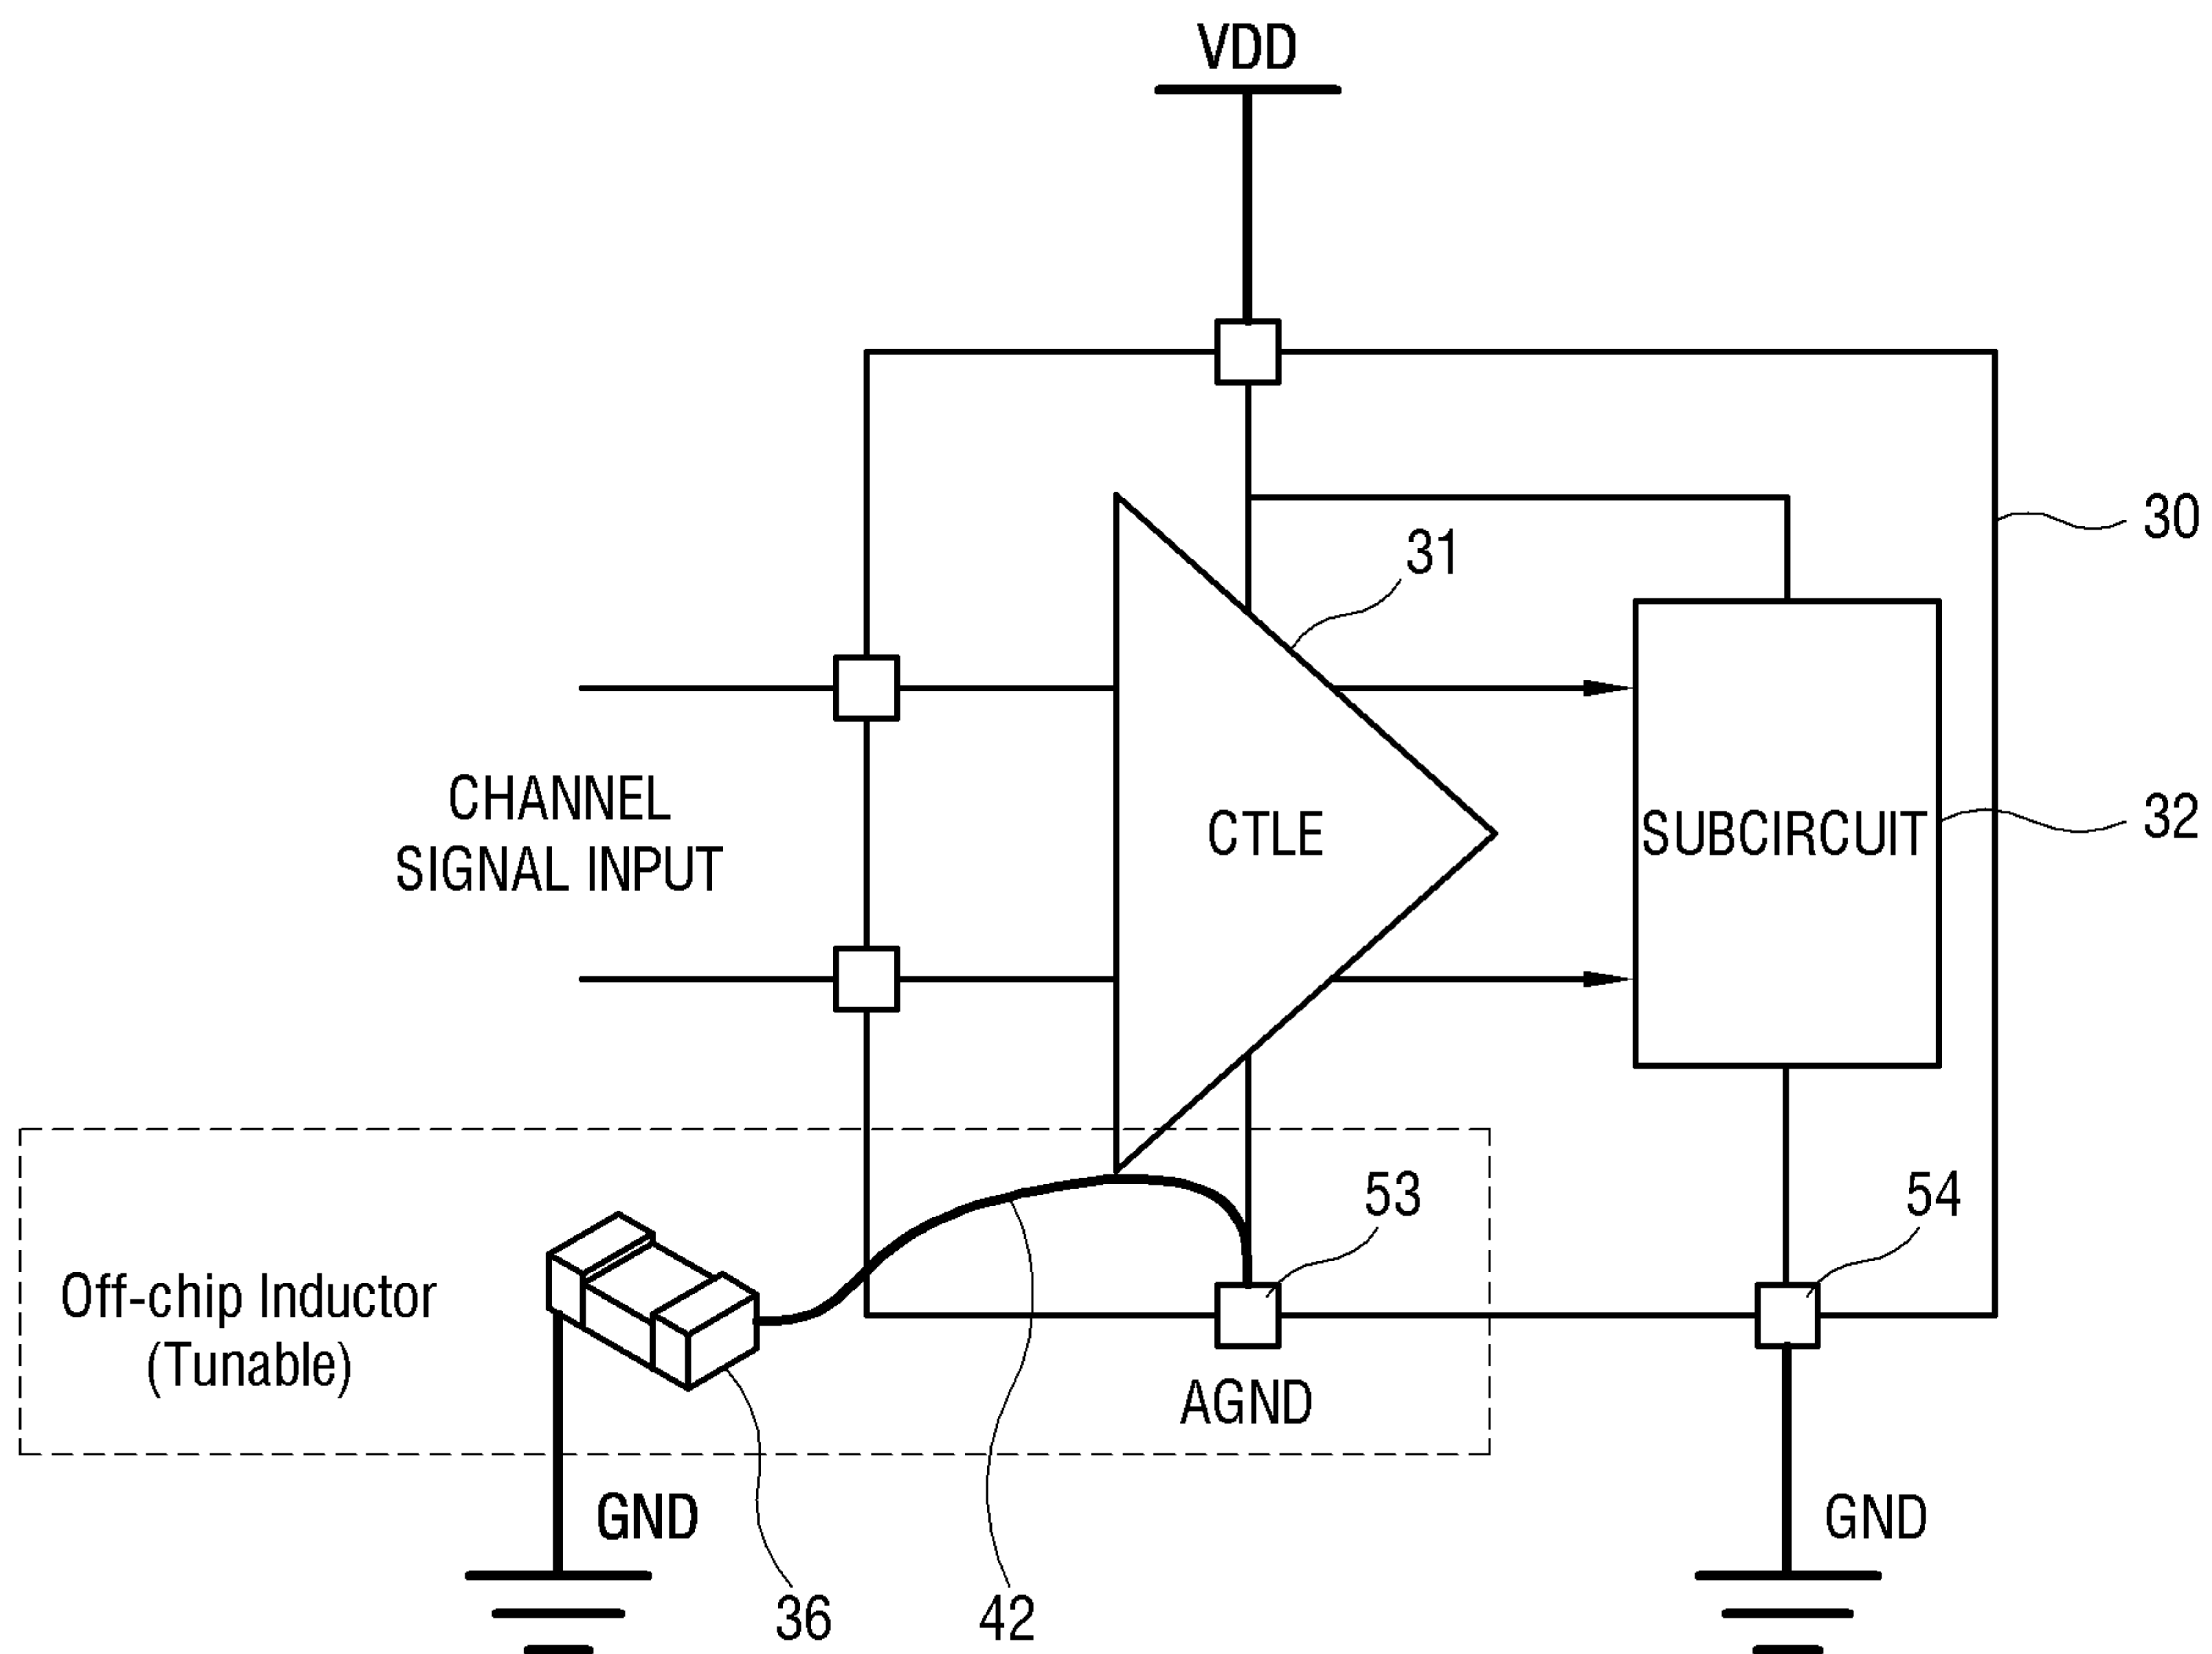 VDD
30
31
CHANNEL
SIGNAL INPUT
CTLE
SUBCIRCUIT
32
53
54
Off-chip Inductor
(Tunable)
AGND
GND
GND
36
42